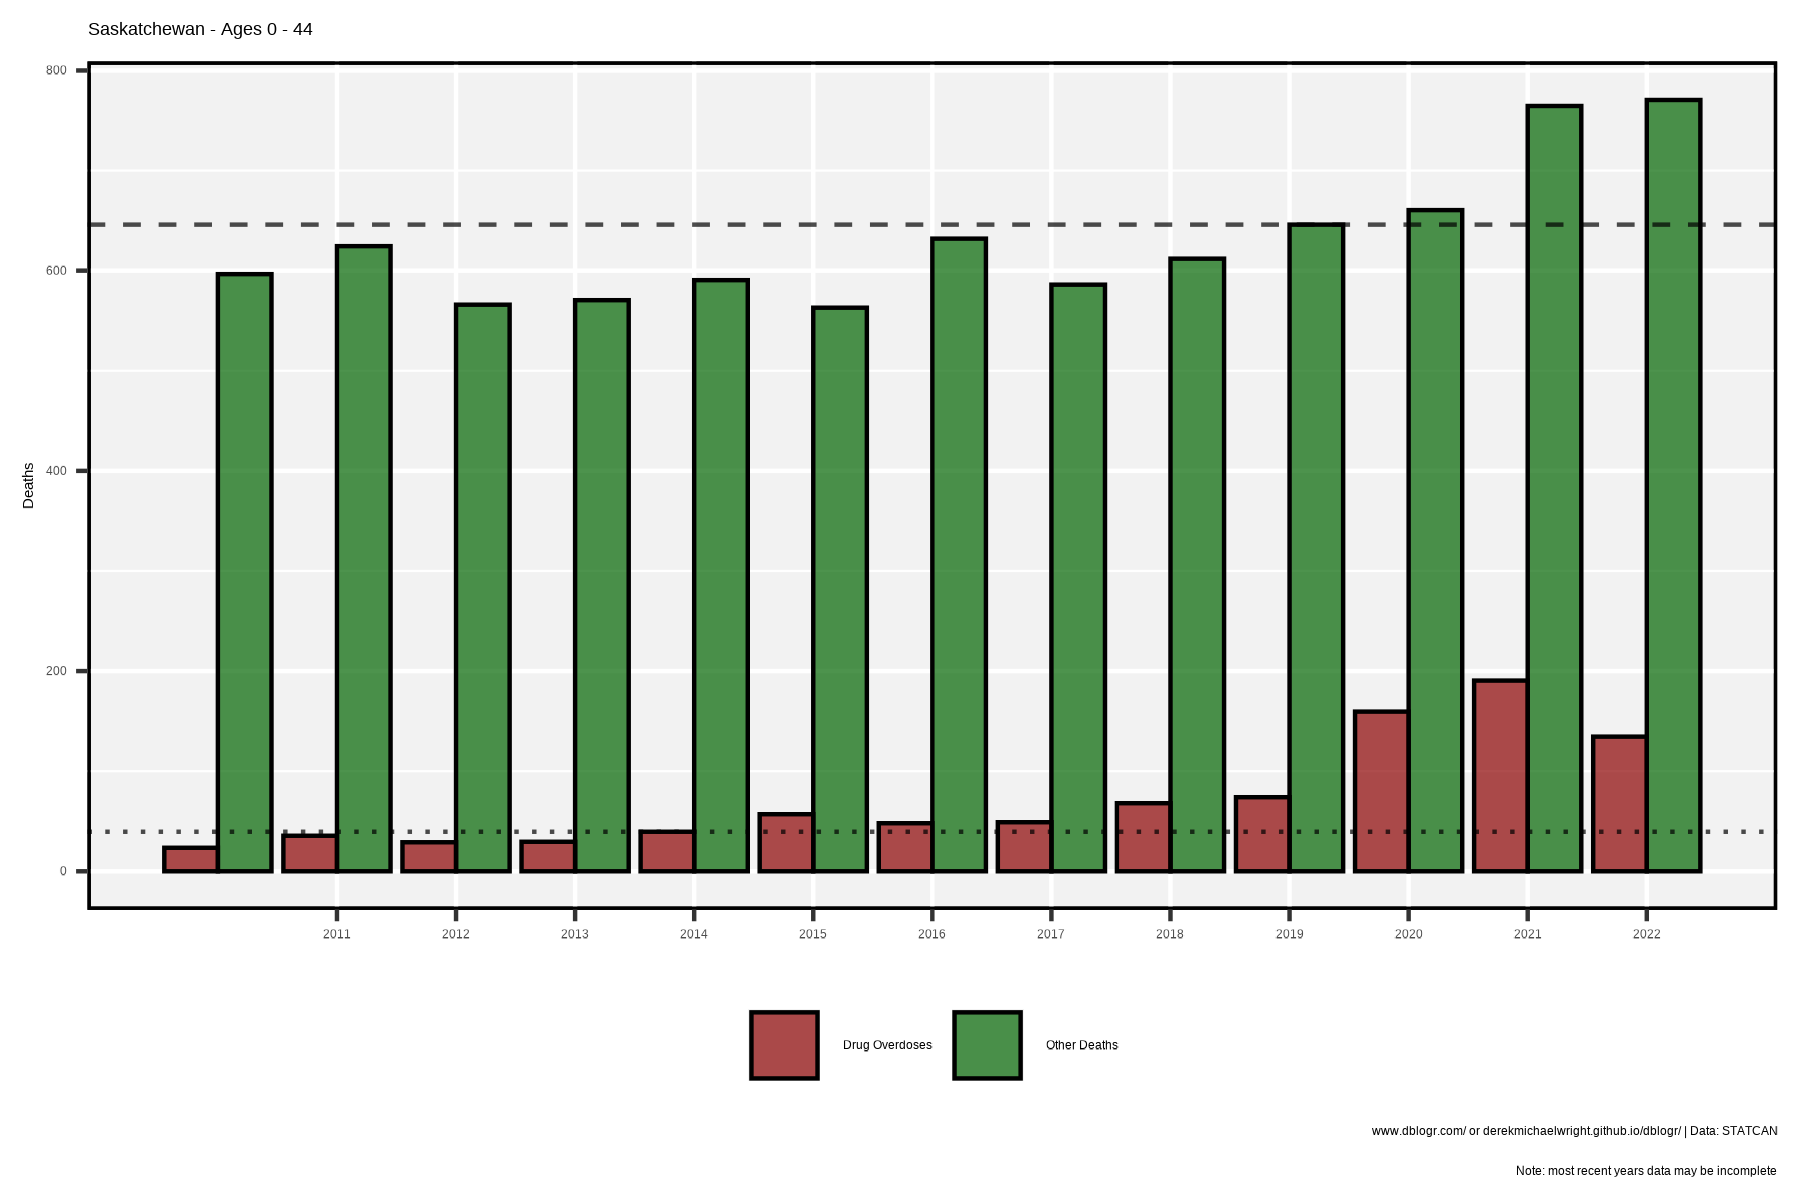 Saskatchewan - Ages 0 - 44
800
600
400
200
0
Deaths
2011 2012 2013 2014 2015 2016 2017 2018 2019 2020 2021 2022
Drug Overdoses Other Deaths
www.dblogr.com/ or derekmichaelwright.github.io/dblogr/ | Data: STATCAN
Note: most recent years data may be incomplete